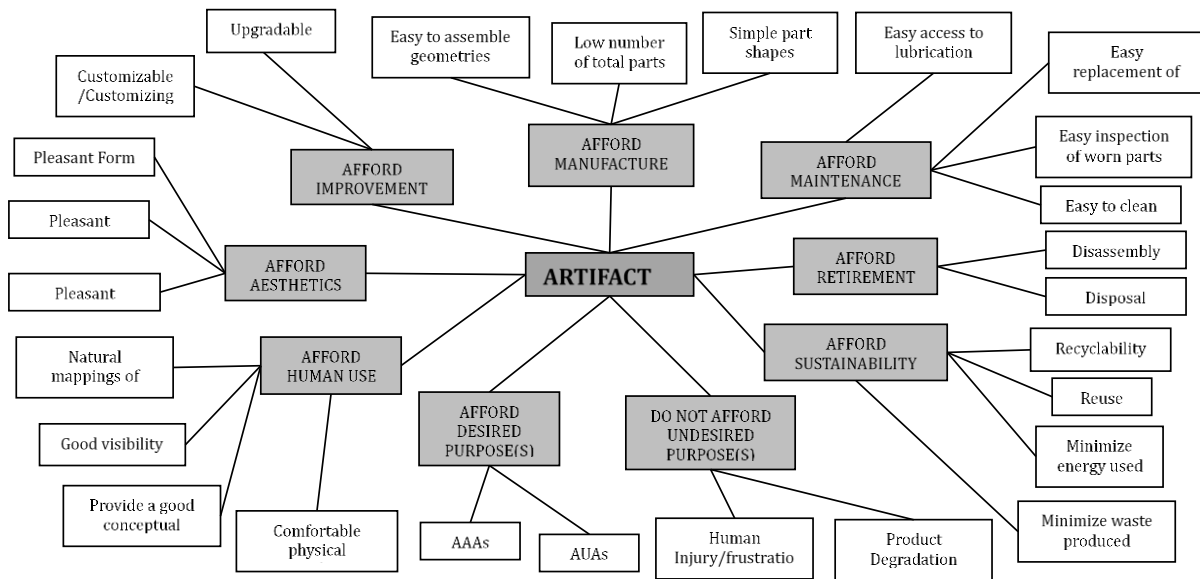 Upgradable
Easy to assemble
geometries
Low number
of total parts
Simple part
shapes
Easy access to
lubrication
Easy
replacement of
Customizable
/Customizing
AFFORD
MANUFACTURE
Easy inspection
of worn parts
Pleasant Form
AFFORD
IMPROVEMENT
AFFORD
MAINTENANCE
Easy to clean
Pleasant
AFFORD
AESTHETICS
ARTIFACT
AFFORD
RETIREMENT
Disassembly
Pleasant
Disposal
Natural
mappings of
AFFORD
HUMAN USE
AFFORD
SUSTAINABILITY
Recyclability
Reuse
AFFORD
DESIRED
PURPOSE(S)
DO NOT AFFORD
UNDESIRED
PURPOSE(S)
Good visibility
Minimize
energy used
Provide a good
conceptual
Comfortable
physical
AAAs
AUAs
Human
Injury/frustratio
Product
Degradation
Minimize waste
produced